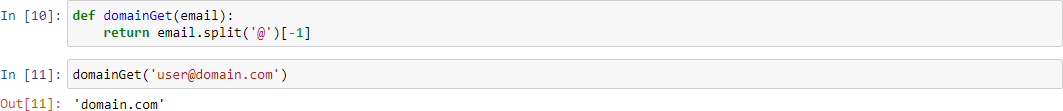 In [10]: def domainGet(email):
    return email.split('@')[-1]
In [11]: domainGet('user@domain.com')
Out[11]: 'domain.com'